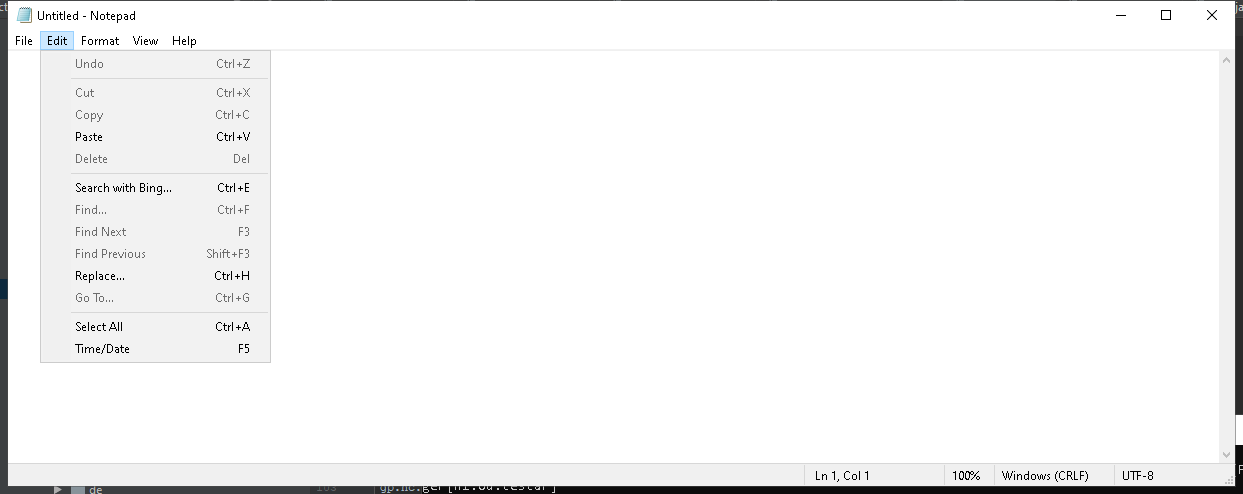 Untitled - Notepad
File Edit Format View Help
Undo Ctrl+Z
Cut Ctrl+X
Copy Ctrl+C
Paste Ctrl+V
Delete Del
Search with Bing... Ctrl+E
Find... Ctrl+F
Find Next F3
Find Previous Shift+F3
Replace... Ctrl+H
Go To... Ctrl+G
Select All Ctrl+A
Time/Date F5
Ln 1, Col 1 100% Windows (CRLF) UTF-8
de